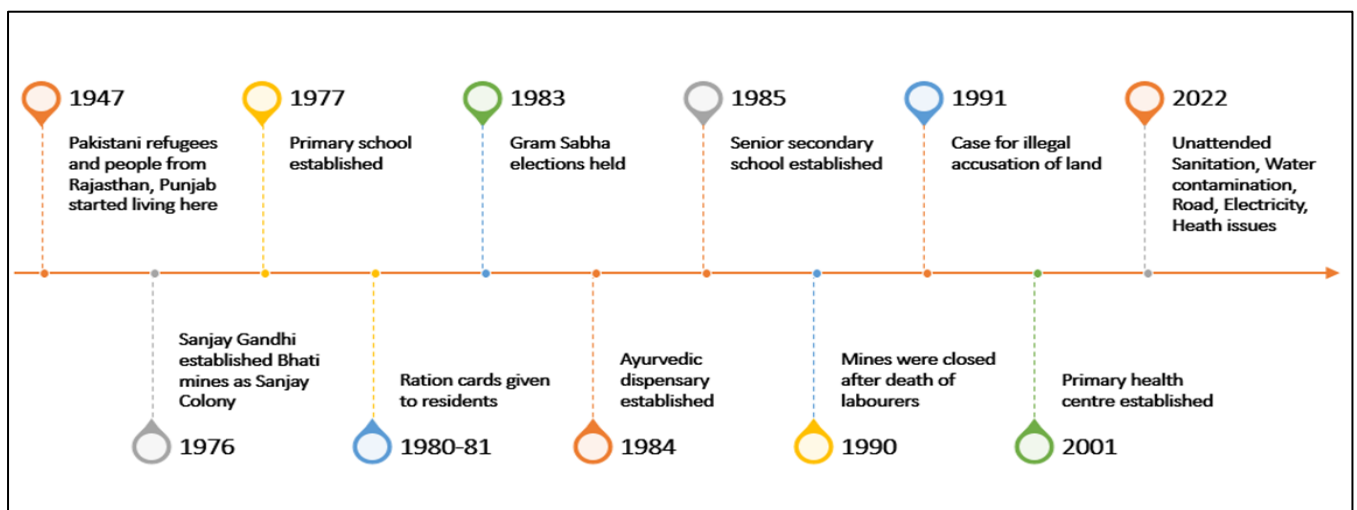 1947
Pakistani refugees
and people from
Rajasthan, Punjab
started living here
1977
Primary school
established
1983
Gram Sabha
elections held
1985
Senior secondary
school established
1991
Case for illegal
accusation of land
2022
Unattended
Sanitation, Water
contamination,
Road, Electricity,
Heath issues
Sanjay Gandhi
established Bhati
mines as Sanjay
Colony
1976
Ration cards given
to residents
1980-81
Ayurvedic
dispensary
established
1984
Mines were closed
after death of
labourers
1990
Primary health
centre established
2001